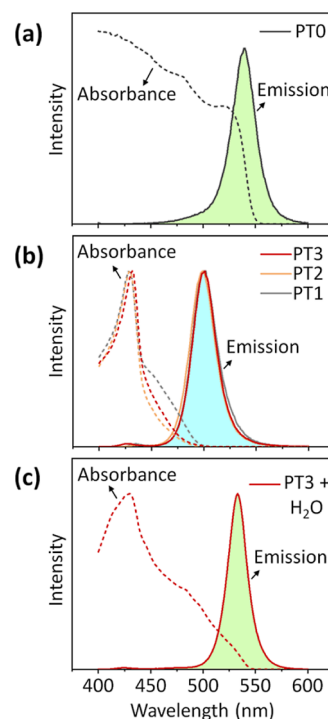 (a)
PT0
Absorbance
Emission
Intensity
(b)
Absorbance
PT3
PT2
PT1
Emission
Intensity
(c)
Absorbance
PT3 +
H₂O
Emission
Intensity
400 450 500 550 600
Wavelength (nm)